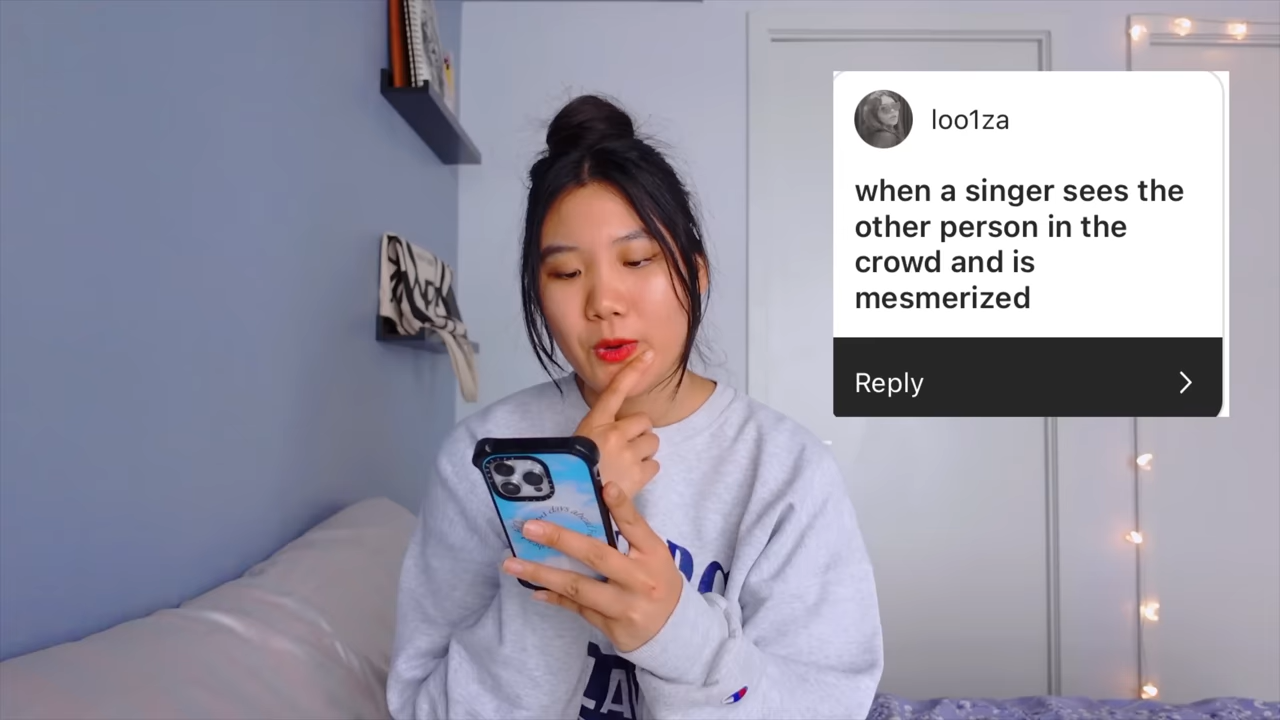 loo1za
when a singer sees the
other person in the
crowd and is
mesmerized
Reply